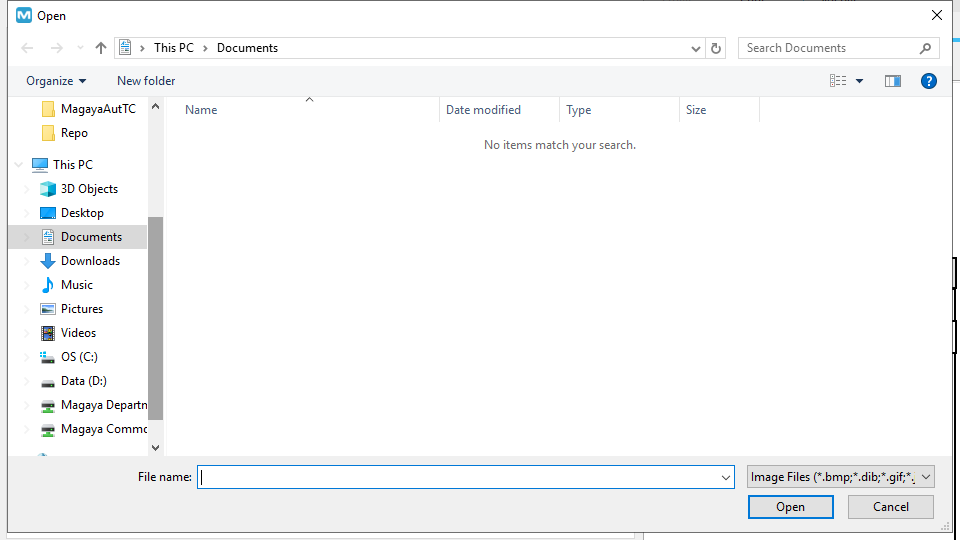 Open
This PC
Documents
Search Documents
Organize
New folder
MagayaAutTC
Repo
This PC
3D Objects
Desktop
Documents
Downloads
Music
Pictures
Videos
OS (C:)
Data (D:)
Magaya Departn
Magaya Commo
Name
Date modified
Type
Size
No items match your search.
File name:
Image Files (*.bmp;*.dib;*.gif;*.j
Open
Cancel